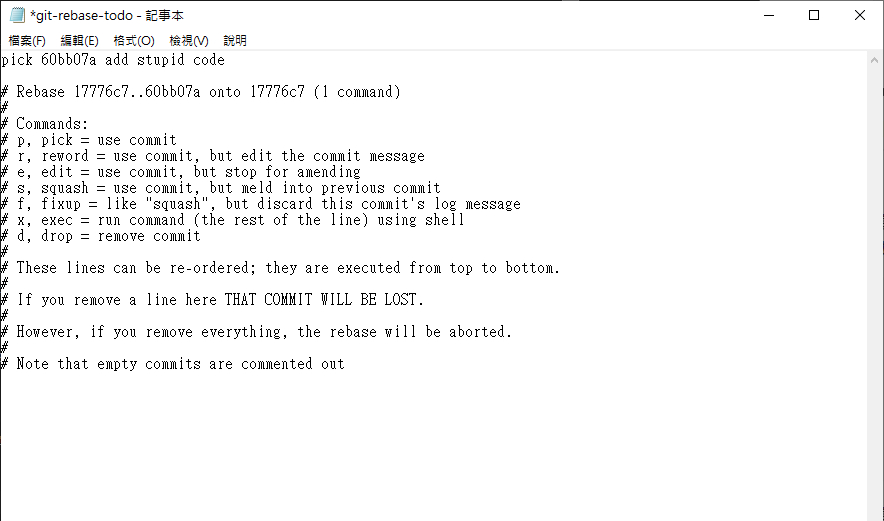 *git-rebase-todo - 記事本
檔案(F) 編輯(E) 格式(O) 檢視(V) 說明
pick 60bb07a add stupid code
# Rebase 17776c7..60bb07a onto 17776c7 (1 command)
#
# Commands:
# p, pick = use commit
# r, reword = use commit, but edit the commit message
# e, edit = use commit, but stop for amending
# s, squash = use commit, but meld into previous commit
# f, fixup = like "squash", but discard this commit's log message
# x, exec = run command (the rest of the line) using shell
# d, drop = remove commit
#
# These lines can be re-ordered; they are executed from top to bottom.
#
# If you remove a line here THAT COMMIT WILL BE LOST.
#
# However, if you remove everything, the rebase will be aborted.
#
# Note that empty commits are commented out